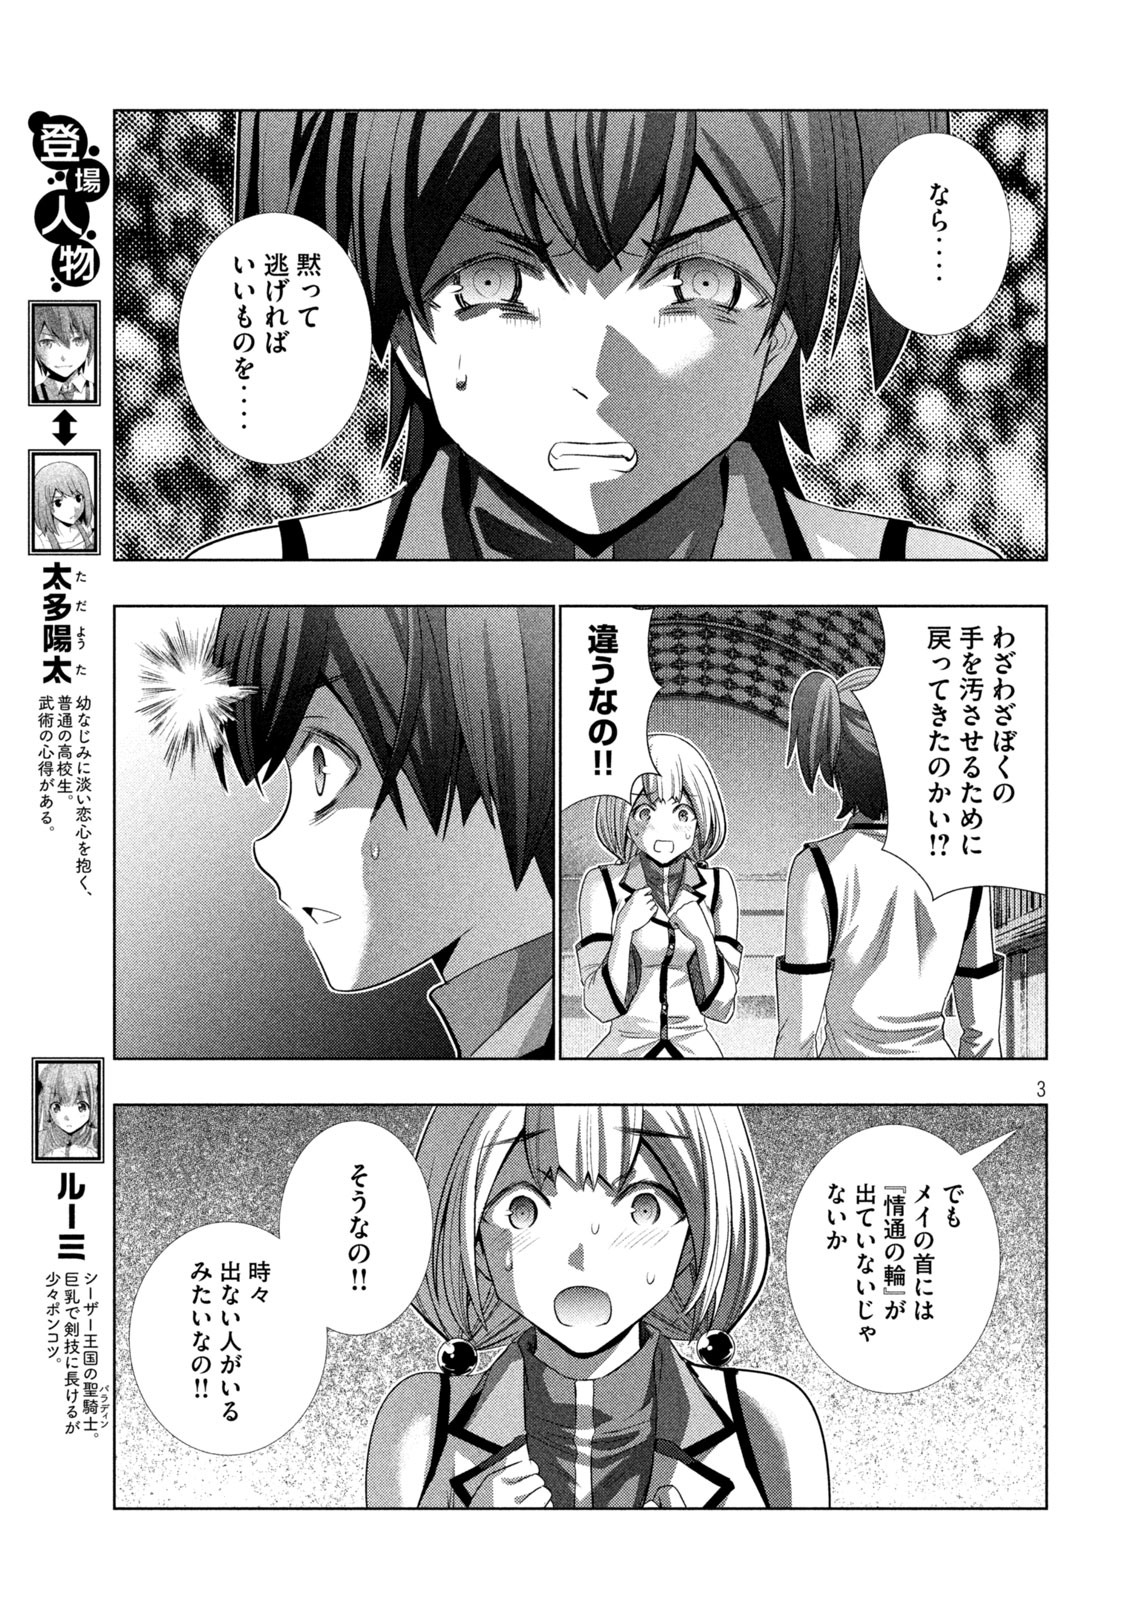 なら‥‥
黙って
逃げれば
いいものを‥‥
わざわざぼくの
手を汚させるために
戻ってきたのかい!?
違うなの!!
3
でも
メイの首には
『情通の輪』が
出ていないじゃ
ないか
そうなの!!
時々
出ない人がいる
みたいなの!!
登場人物
太多陽太
ただようた
幼なじみに淡い恋心を抱く、
普通の高校生。
武術の心得がある。
ルーミ
シーザー王国の聖騎士。
パラディン
巨乳で剣技に長けるが
少々ポンコツ。